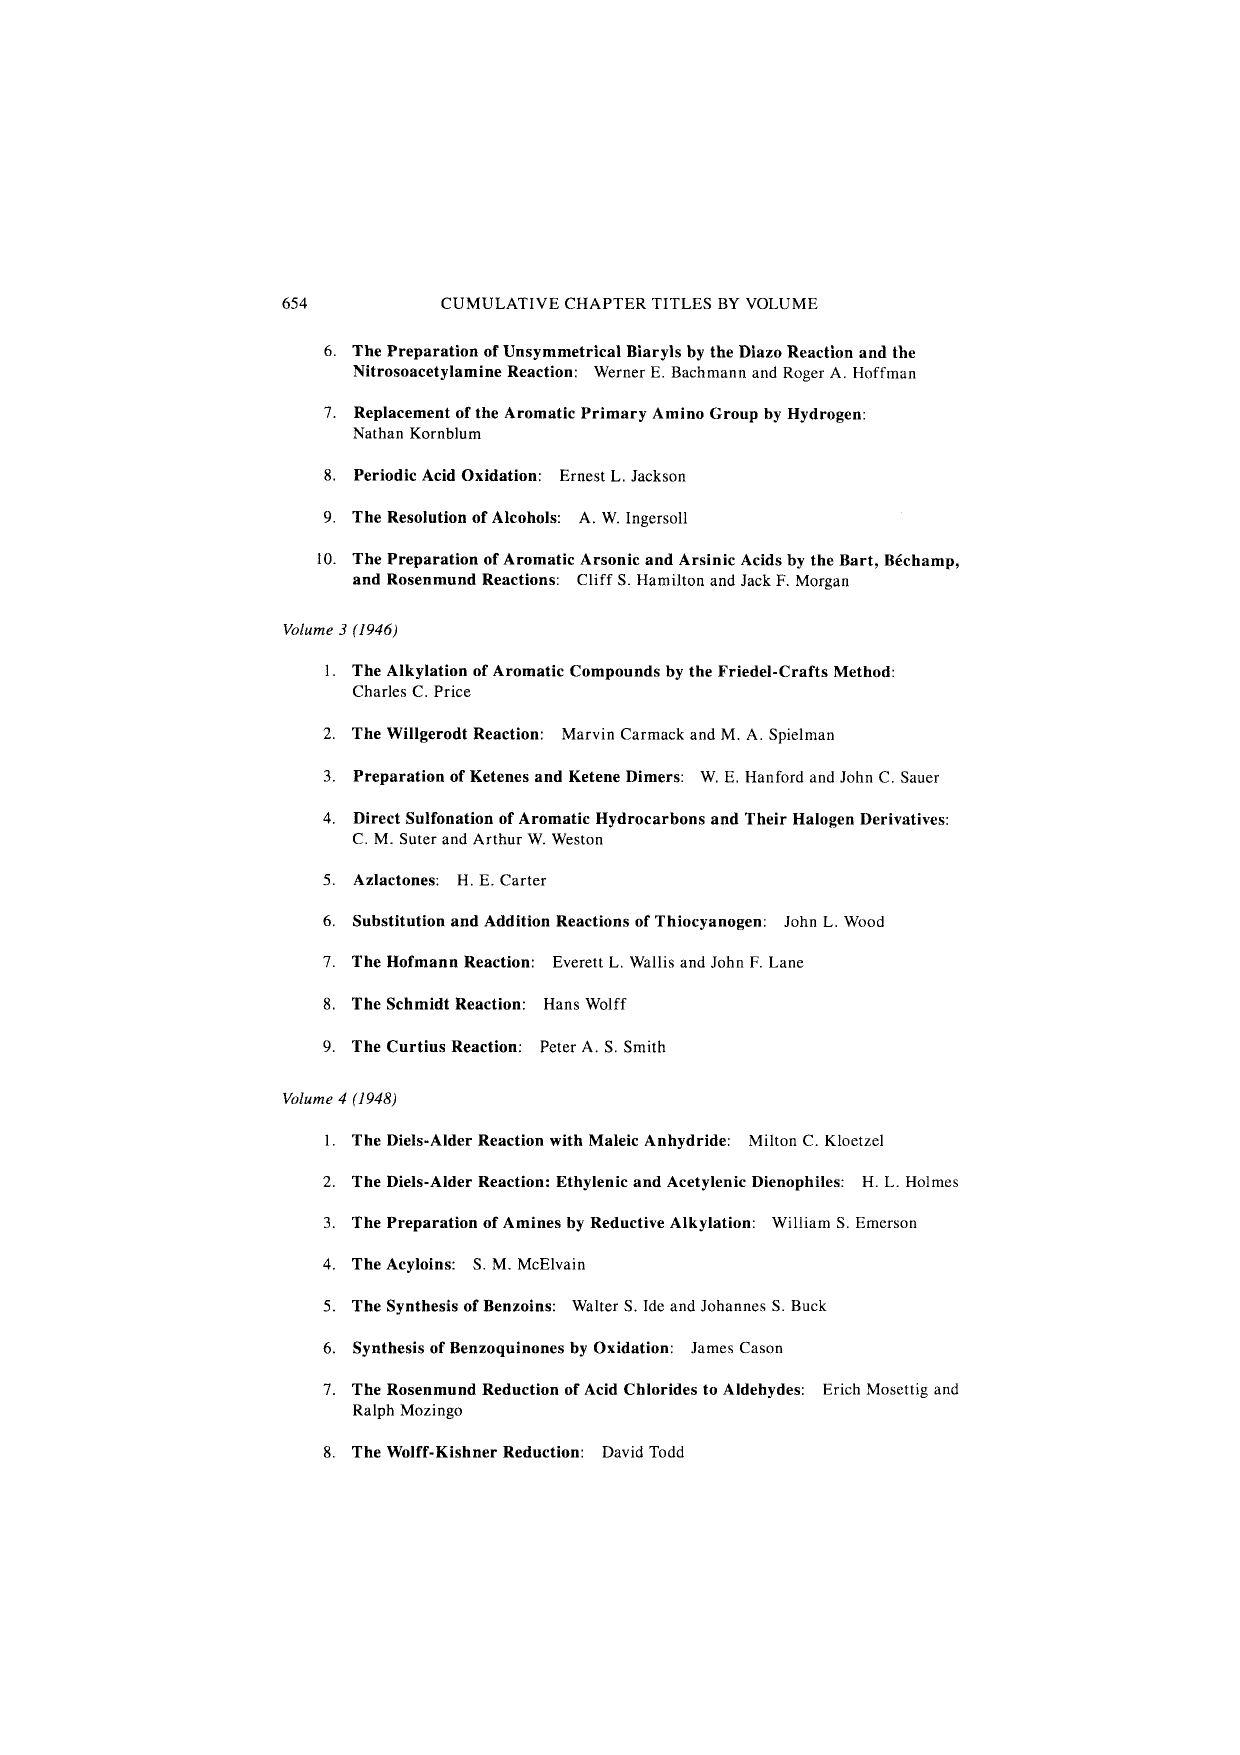 654 CUMULATIVE CHAPTER TITLES BY VOLUME
6. The Preparation of Unsymmetrical Biaryls by the Diazo Reaction and the
Nitrosoacetylamine Reaction: Werner E. Bachmann and Roger A. Hoffman
7. Replacement of the Aromatic Primary Amino Group by Hydrogen:
Nathan Kornblum
8. Periodic Acid Oxidation: Ernest L. Jackson
9. The Resolution of Alcohols: A. W. Ingersoll
10. The Preparation of Aromatic Arsonic and Arsinic Acids by the Bart, Béchamp,
and Rosenmund Reactions: Cliff S. Hamilton and Jack F. Morgan
Volume 3 (1946)
1. The Alkylation of Aromatic Compounds by the Friedel-Crafts Method:
Charles C. Price
2. The Willgerodt Reaction: Marvin Carmack and M. A. Spielman
3. Preparation of Ketenes and Ketene Dimers: W. E. Hanford and John C. Sauer
4. Direct Sulfonation of Aromatic Hydrocarbons and Their Halogen Derivatives:
C. M. Suter and Arthur W. Weston
5. Azlactones: H. E. Carter
6. Substitution and Addition Reactions of Thiocyanogen: John L. Wood
7. The Hofmann Reaction: Everett L. Wallis and John F. Lane
8. The Schmidt Reaction: Hans Wolff
9. The Curtius Reaction: Peter A. S. Smith
Volume 4 (1948)
1. The Diels-Alder Reaction with Maleic Anhydride: Milton C. Kloetzel
2. The Diels-Alder Reaction: Ethylenic and Acetylenic Dienophiles: H. L. Holmes
3. The Preparation of Amines by Reductive Alkylation: William S. Emerson
4. The Acyloins: S. M. McElvain
5. The Synthesis of Benzoins: Walter S. Ide and Johannes S. Buck
6. Synthesis of Benzoquinones by Oxidation: James Cason
7. The Rosenmund Reduction of Acid Chlorides to Aldehydes: Erich Mosettig and
Ralph Mozingo
8. The Wolff-Kishner Reduction: David Todd